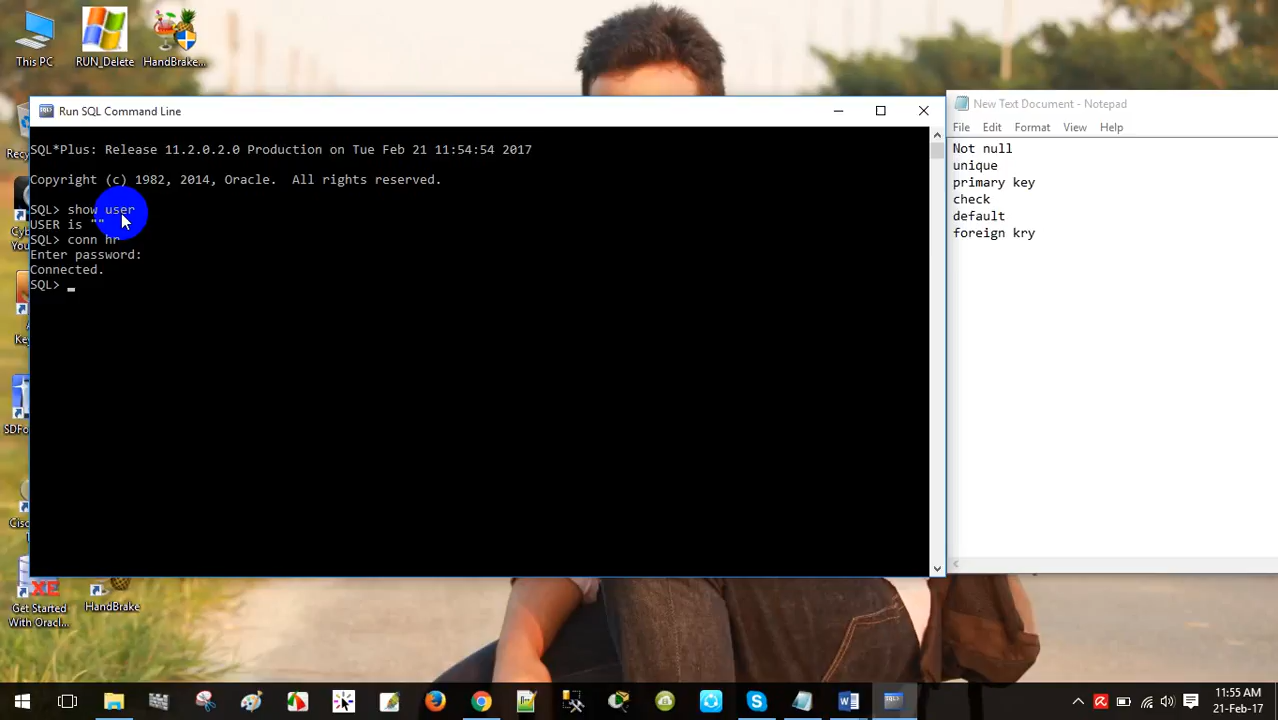 This PC
RUN_Delete
HandBrake...
Run SQL Command Line
SQL*Plus: Release 11.2.0.2.0 Production on Tue Feb 21 11:54:54 2017
Copyright (c) 1982, 2014, Oracle.  All rights reserved.
SQL> show user
USER is ""
SQL> conn hr
Enter password:
Connected.
SQL> _
New Text Document - Notepad
File Edit Format View Help
Not null
unique
primary key
check
default
foreign kry
Get Started
With Oracl...
HandBrake
XE
11:55 AM
21-Feb-17